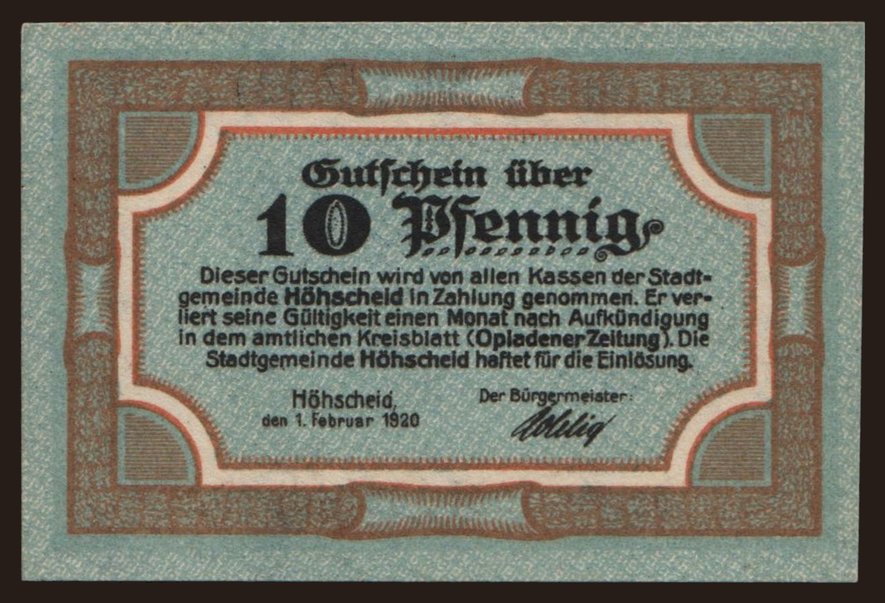 Gutschein über
10 Pfennig
Dieser Gutschein wird von allen Kassen der Stadt-
gemeinde Höhscheid in Zahlung genommen. Er ver-
liert seine Gültigkeit einen Monat nach Aufkündigung
in dem amtlichen Kreisblatt (Opladener Zeitung). Die
Stadtgemeinde Höhscheid haftet für die Einlösung.
Höhscheid,
den 1. Februar 1920
Der Bürgermeister: